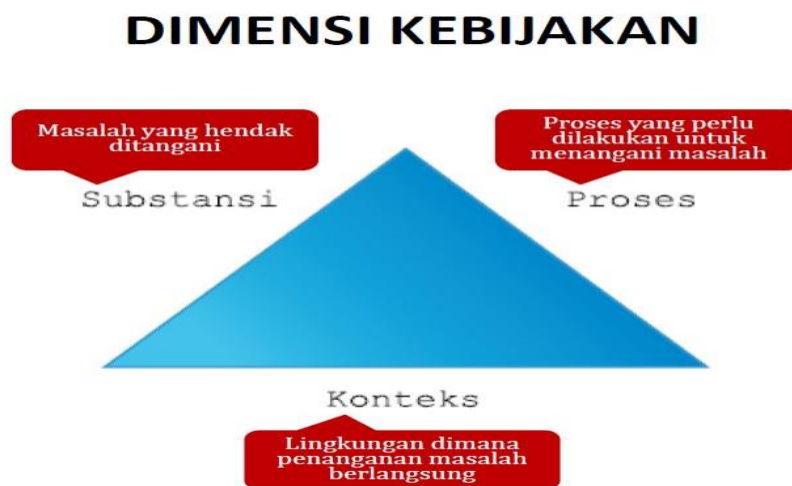 DIMENSI KEBIJAKAN
Masalah yang hendak
ditangani
Substansi
Proses yang perlu
dilakukan untuk
menangani masalah
Proses
Konteks
Lingkungan dimana
penanganan masalah
berlangsung